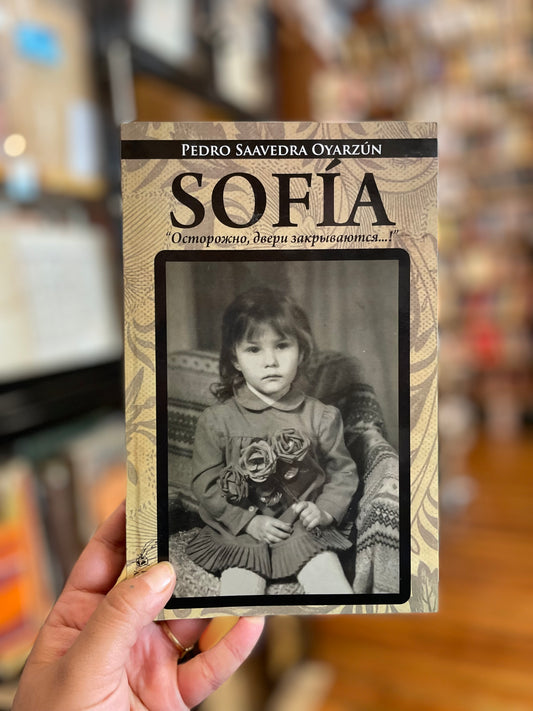 PEDRO SAAVEDRA OYARZÚN
SOFÍA
“Осторожно, двери закрываются...!”